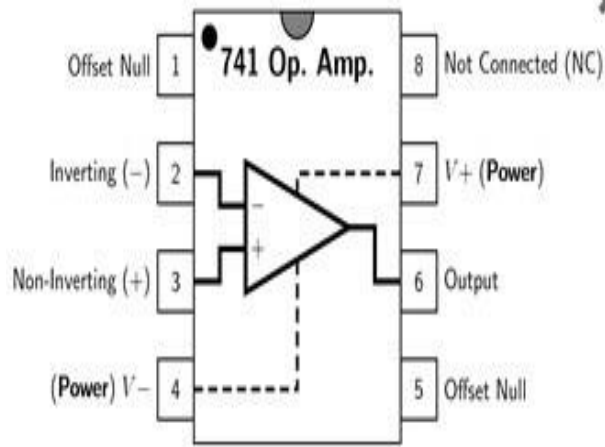 741 Op. Amp.
Offset Null 1
8 Not Connected (NC)
Inverting (−) 2
7 V+ (Power)
−
+
Non-Inverting (+) 3
6 Output
(Power) V− 4
5 Offset Null